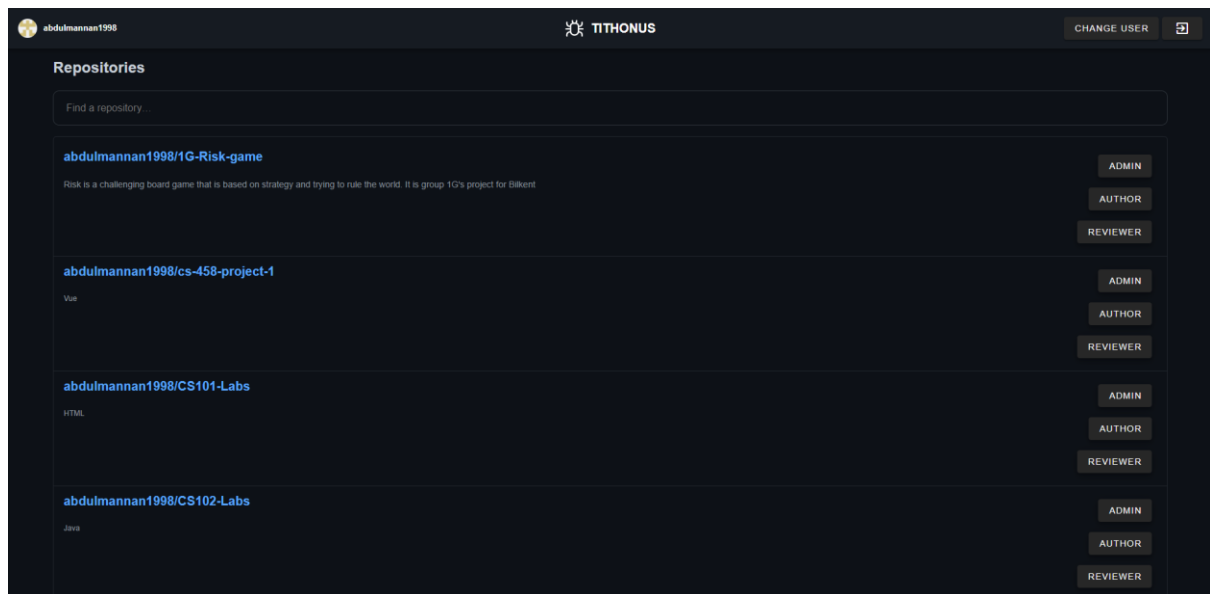 abdulmannan1998
TITHONUS
CHANGE USER
Repositories
Find a repository...
abdulmannan1998/1G-Risk-game
Risk is a challenging board game that is based on strategy and trying to rule the world. It is group 1G's project for Bilkent
ADMIN
AUTHOR
REVIEWER
abdulmannan1998/cs-458-project-1
Vue
ADMIN
AUTHOR
REVIEWER
abdulmannan1998/CS101-Labs
HTML
ADMIN
AUTHOR
REVIEWER
abdulmannan1998/CS102-Labs
Java
ADMIN
AUTHOR
REVIEWER